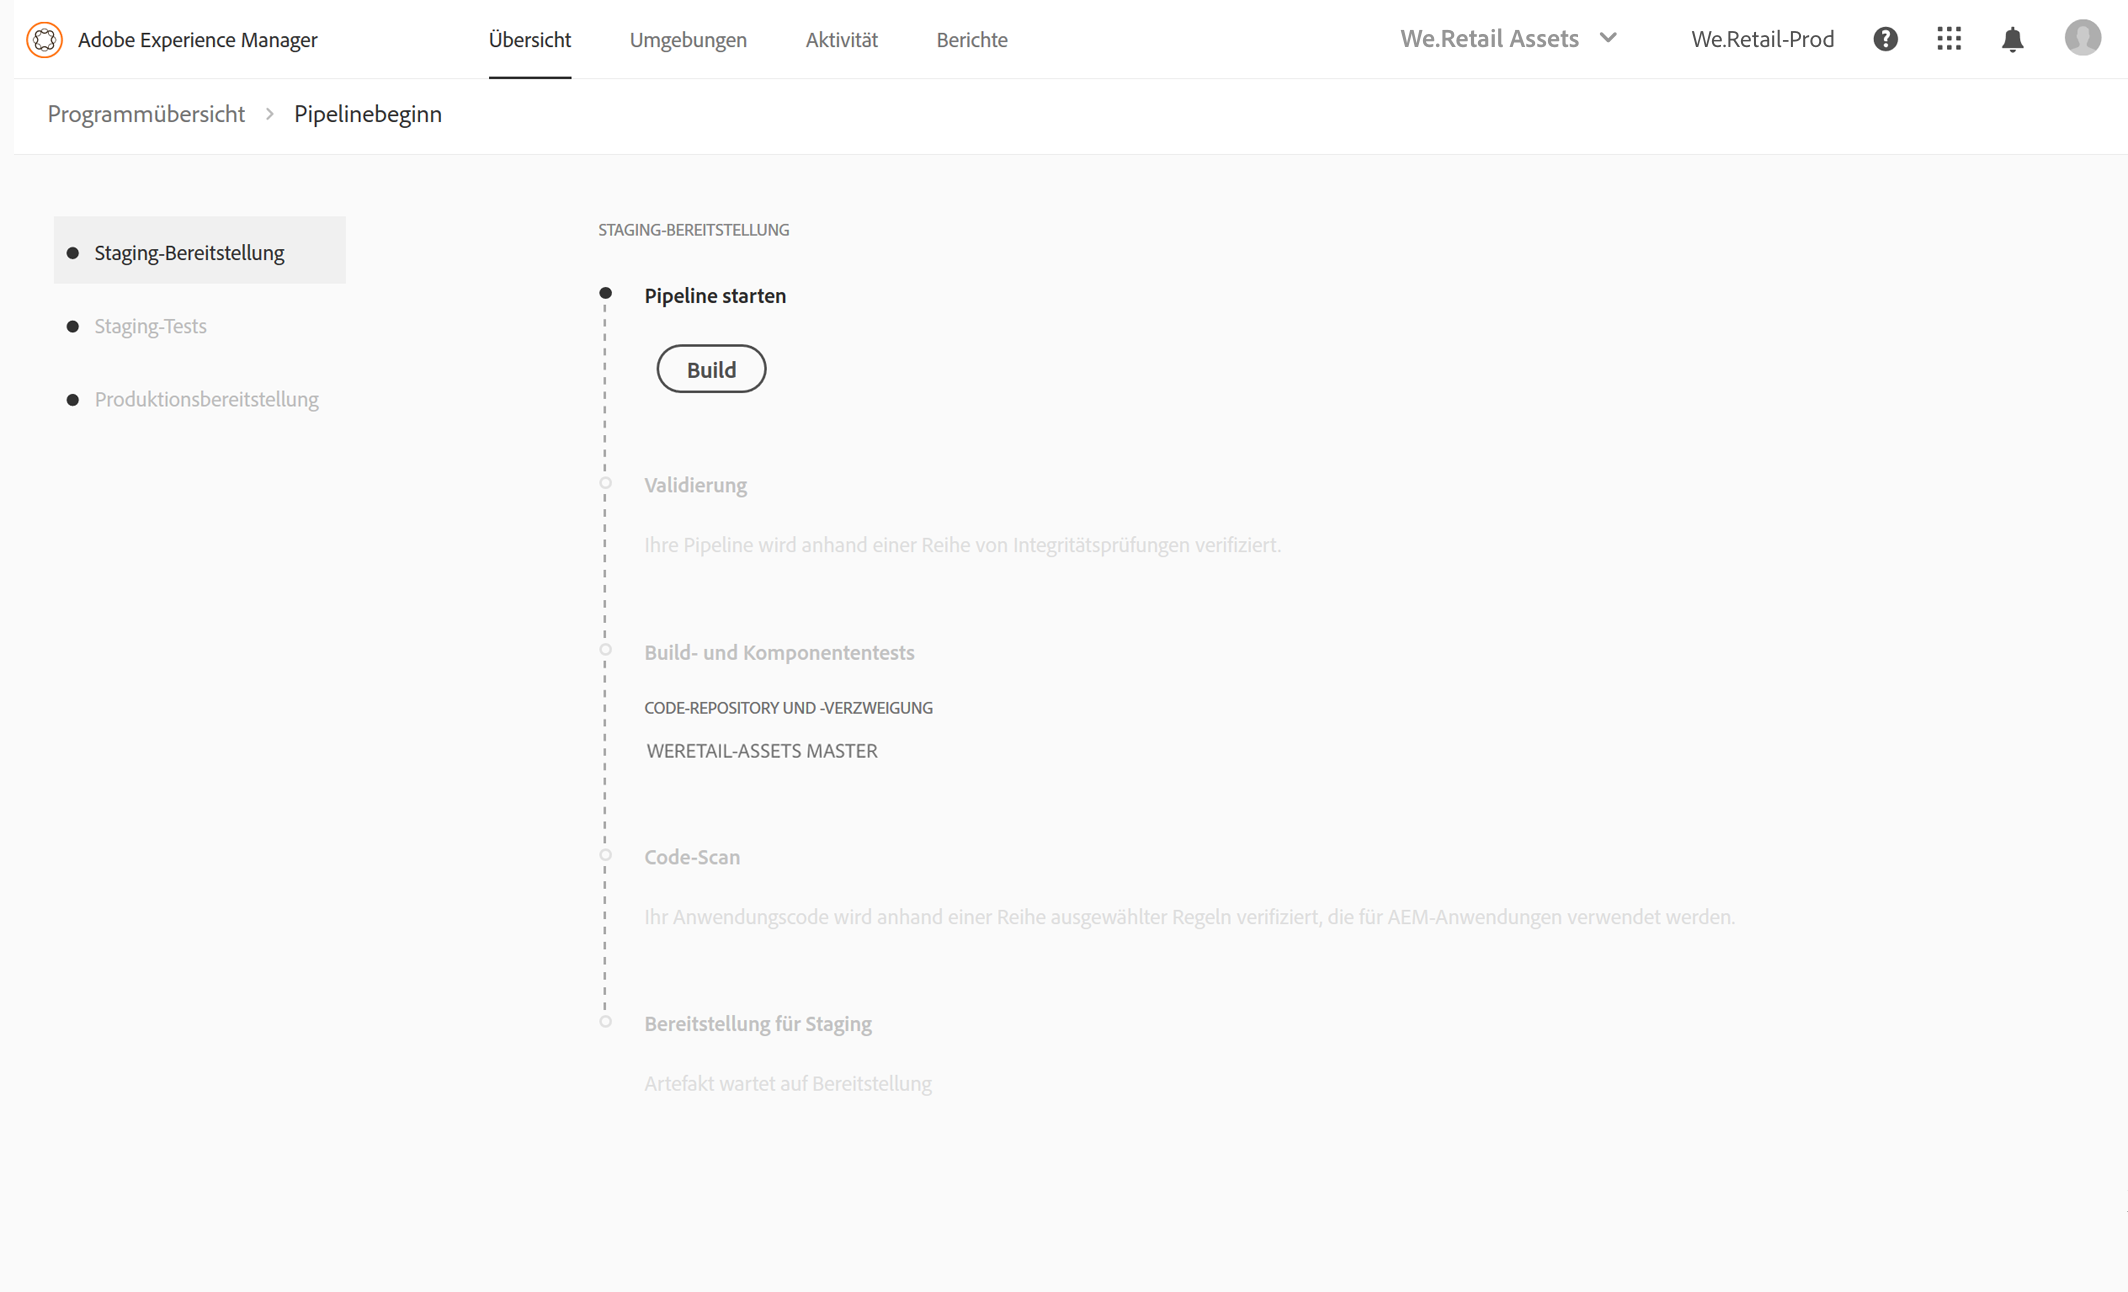 Adobe Experience Manager
Übersicht
Umgebungen
Aktivität
Berichte
We.Retail Assets
We.Retail-Prod
?
Programmübersicht > Pipelinebeginn
Staging-Bereitstellung
Staging-Tests
Produktionsbereitstellung
STAGING-BEREITSTELLUNG
Pipeline starten
Build
Validierung
Ihre Pipeline wird anhand einer Reihe von Integritätsprüfungen verifiziert.
Build- und Komponententests
CODE-REPOSITORY UND -VERZWEIGUNG
WERETAIL-ASSETS MASTER
Code-Scan
Ihr Anwendungscode wird anhand einer Reihe ausgewählter Regeln verifiziert, die für AEM-Anwendungen verwendet werden.
Bereitstellung für Staging
Artefakt wartet auf Bereitstellung